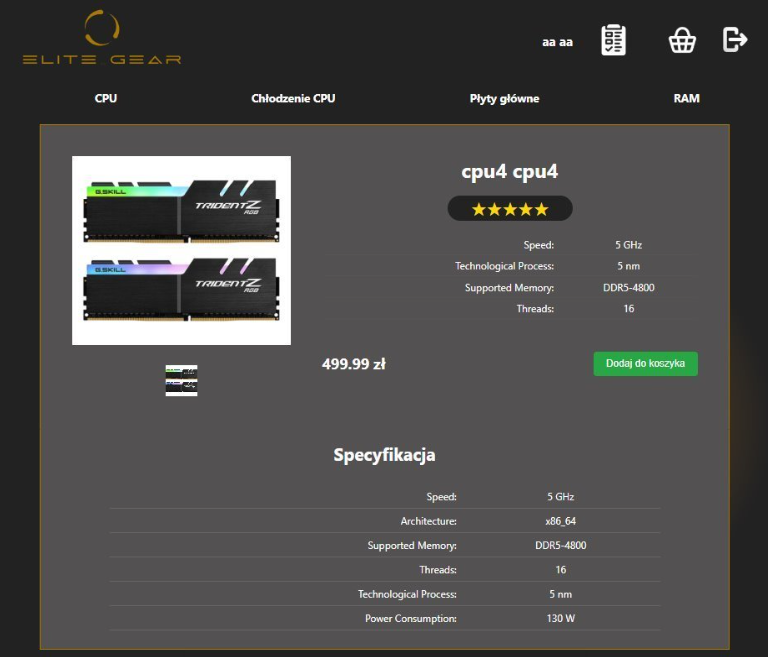 ELITE GEAR
aa aa
CPU Chłodzenie CPU Płyty główne RAM
G.SKILL
TRIDENT Z
RGB
G.SKILL
TRIDENT Z
RGB
cpu4 cpu4
Speed: 5 GHz
Technological Process: 5 nm
Supported Memory: DDR5-4800
Threads: 16
499.99 zł Dodaj do koszyka
Specyfikacja
Speed: 5 GHz
Architecture: x86_64
Supported Memory: DDR5-4800
Threads: 16
Technological Process: 5 nm
Power Consumption: 130 W